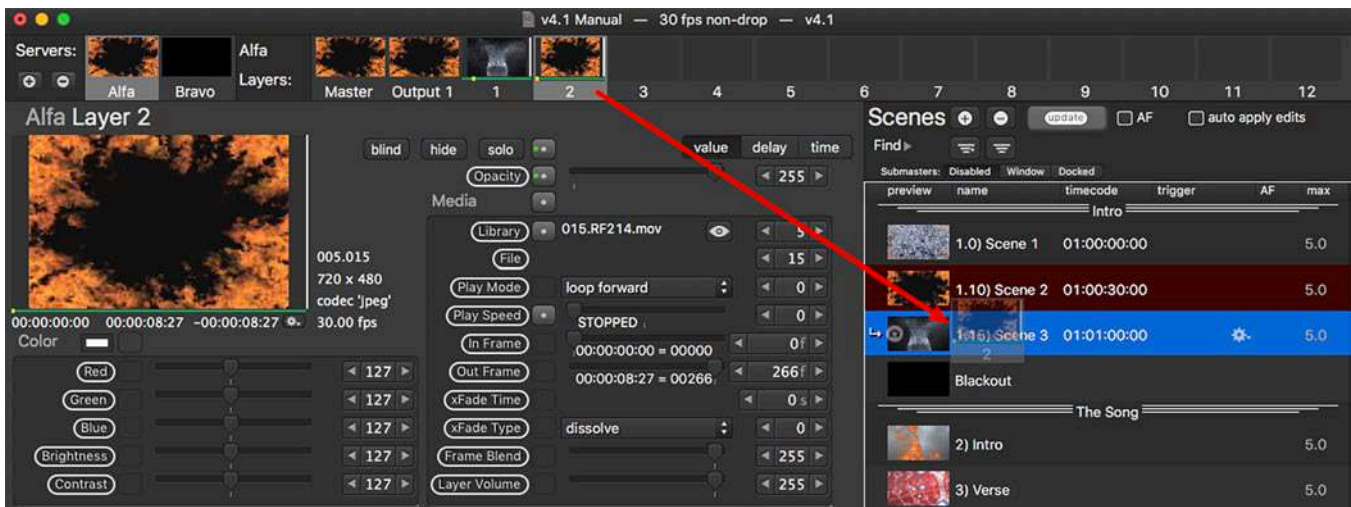 v4.1 Manual — 30 fps non-drop — v4.1
Servers:
Alfa
Bravo
Alfa
Layers:
Master Output 1 1 2 3 4 5 6 7 8 9 10 11 12
Alfa Layer 2
blind hide solo
value delay time
Opacity 255
Media
Library 015.RF214.mov 5
File 15
Play Mode loop forward 0
Play Speed STOPPED 0
In Frame 00:00:00:00 = 00000 0f
Out Frame 00:00:08:27 = 00266 266f
xFade Time 0 s
xFade Type dissolve 0
Frame Blend 255
Layer Volume 255
005.015
720 x 480
codec 'jpeg'
30.00 fps
00:00:00:00 00:00:08:27 -00:00:08:27
Color
Red 127
Green 127
Blue 127
Brightness 127
Contrast 127
Scenes update AF auto apply edits
Find
Submasters: Disabled Window Docked
preview name timecode trigger AF max
Intro
1.0) Scene 1 01:00:00:00 5.0
1.10) Scene 2 01:00:30:00 5.0
1.15) Scene 3 01:01:00:00 5.0
2
Blackout
The Song
2) Intro 5.0
3) Verse 5.0